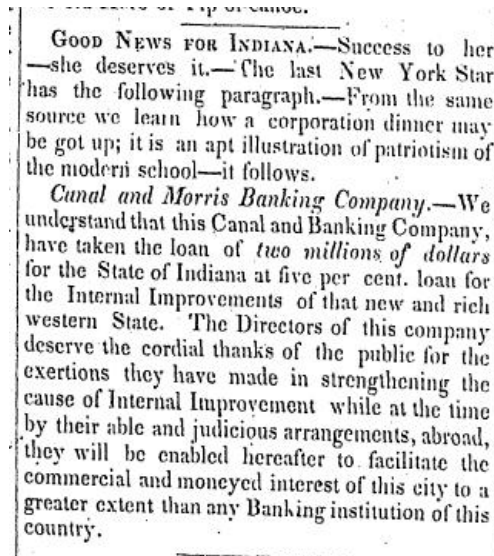 GOOD NEWS FOR INDIANA.—Success to her
—she deserves it.—The last New York Star
has the following paragraph.—From the same
source we learn how a corporation dinner may
be got up; it is an apt illustration of patriotism of
the modern school—it follows.
Canal and Morris Banking Company.—We
understand that this Canal and Banking Company,
have taken the loan of two millions of dollars
for the State of Indiana at five per cent. loan for
the Internal Improvements of that new and rich
western State. The Directors of this company
deserve the cordial thanks of the public for the
exertions they have made in strengthening the
cause of Internal Improvement while at the time
by their able and judicious arrangements, abroad,
they will be enabled hereafter to facilitate the
commercial and moneyed interest of this city to a
greater extent than any Banking institution of this
country.